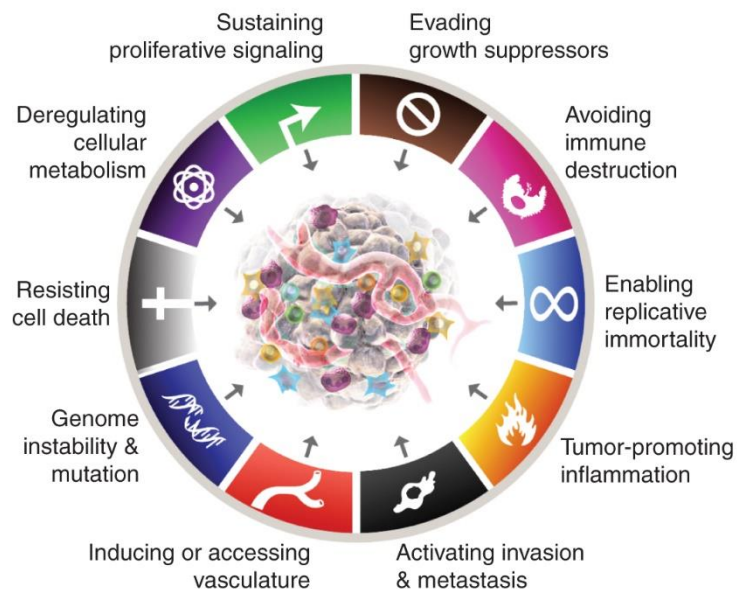 Sustaining
proliferative signaling
Evading
growth suppressors
Avoiding
immune
destruction
Enabling
replicative
immortality
Tumor-promoting
inflammation
Activating invasion
& metastasis
Inducing or accessing
vasculature
Genome
instability &
mutation
Resisting
cell death
Deregulating
cellular
metabolism